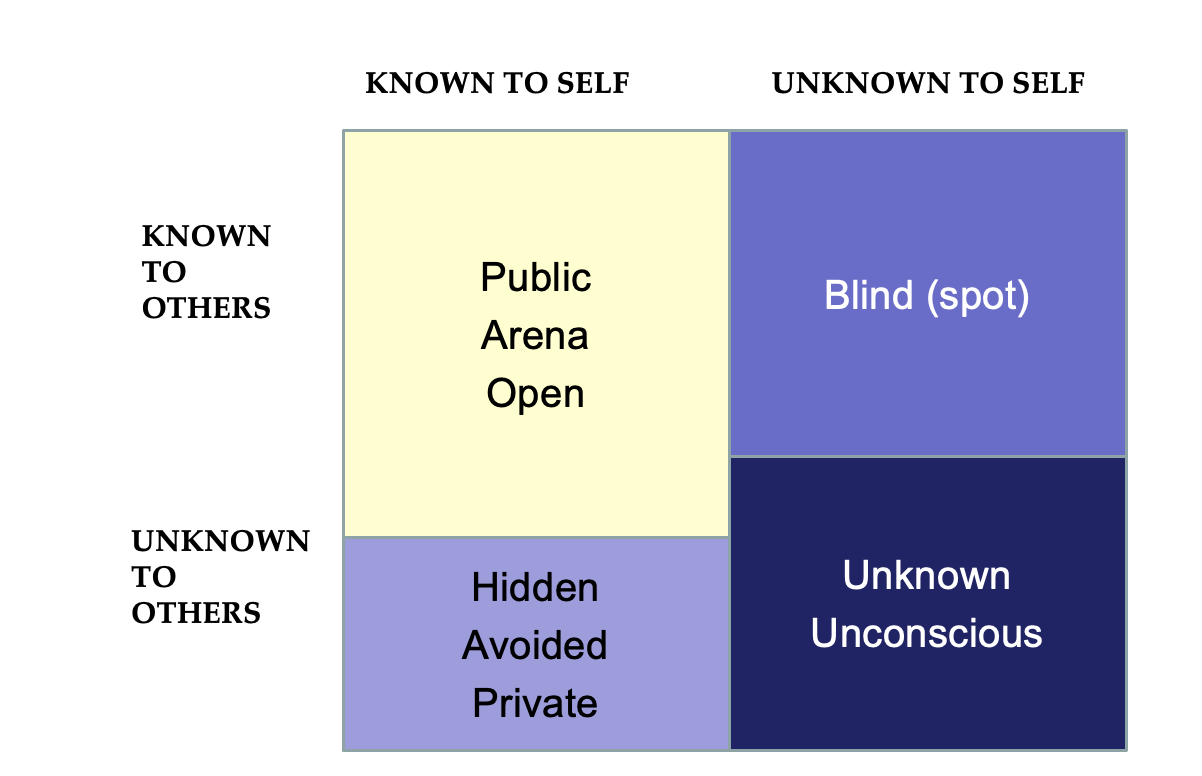 KNOWN TO SELF
UNKNOWN TO SELF
KNOWN
TO
OTHERS
Public
Arena
Open
Blind (spot)
UNKNOWN
TO
OTHERS
Hidden
Avoided
Private
Unknown
Unconscious